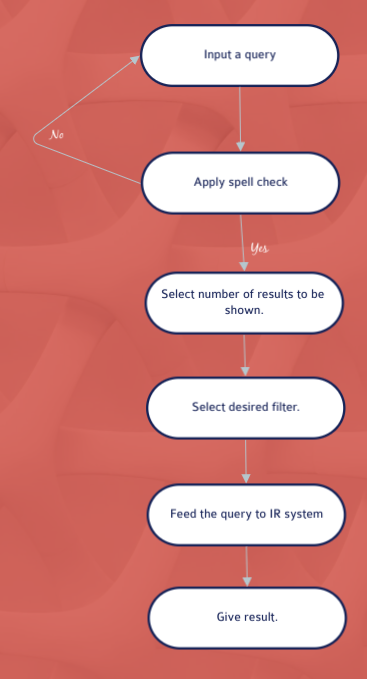 Input a query
No
Apply spell check
Yes
Select number of results to be
shown.
Select desired filter.
Feed the query to IR system
Give result.